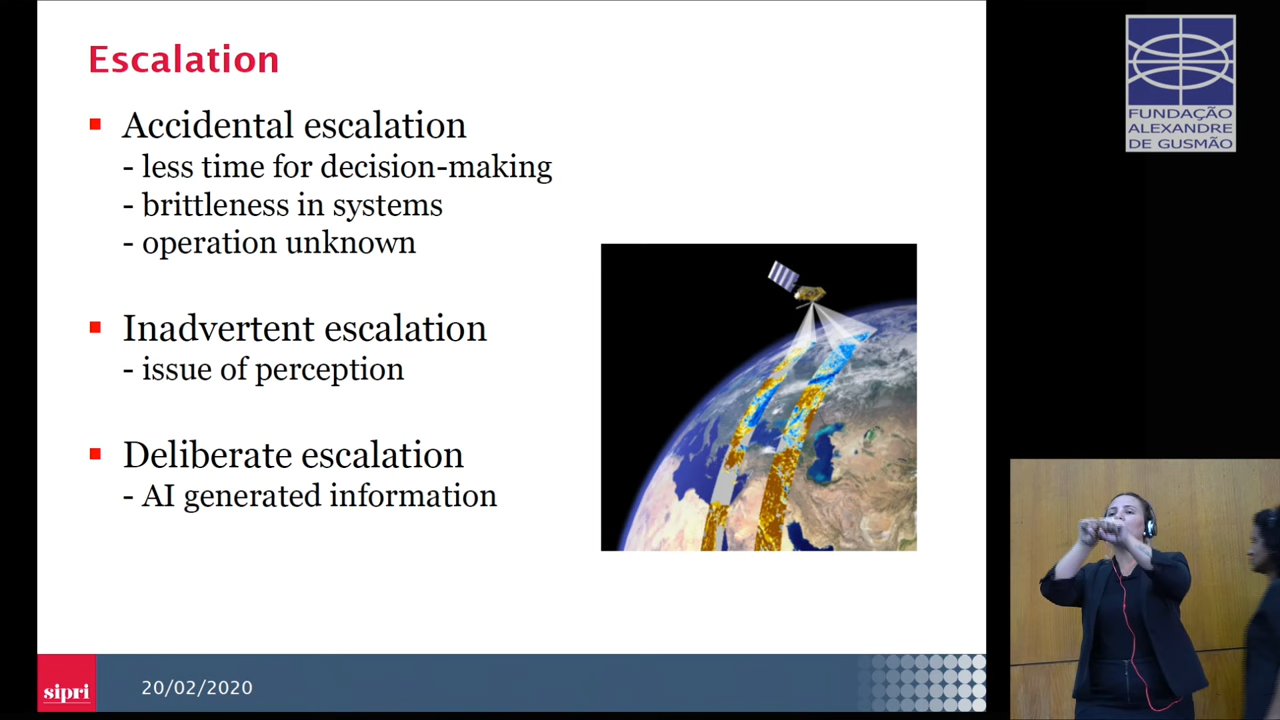 Escalation
Accidental escalation
- less time for decision-making
- brittleness in systems
- operation unknown
Inadvertent escalation
- issue of perception
Deliberate escalation
- AI generated information
sipri
20/02/2020
FUNDAÇÃO
ALEXANDRE
DE GUSMÃO